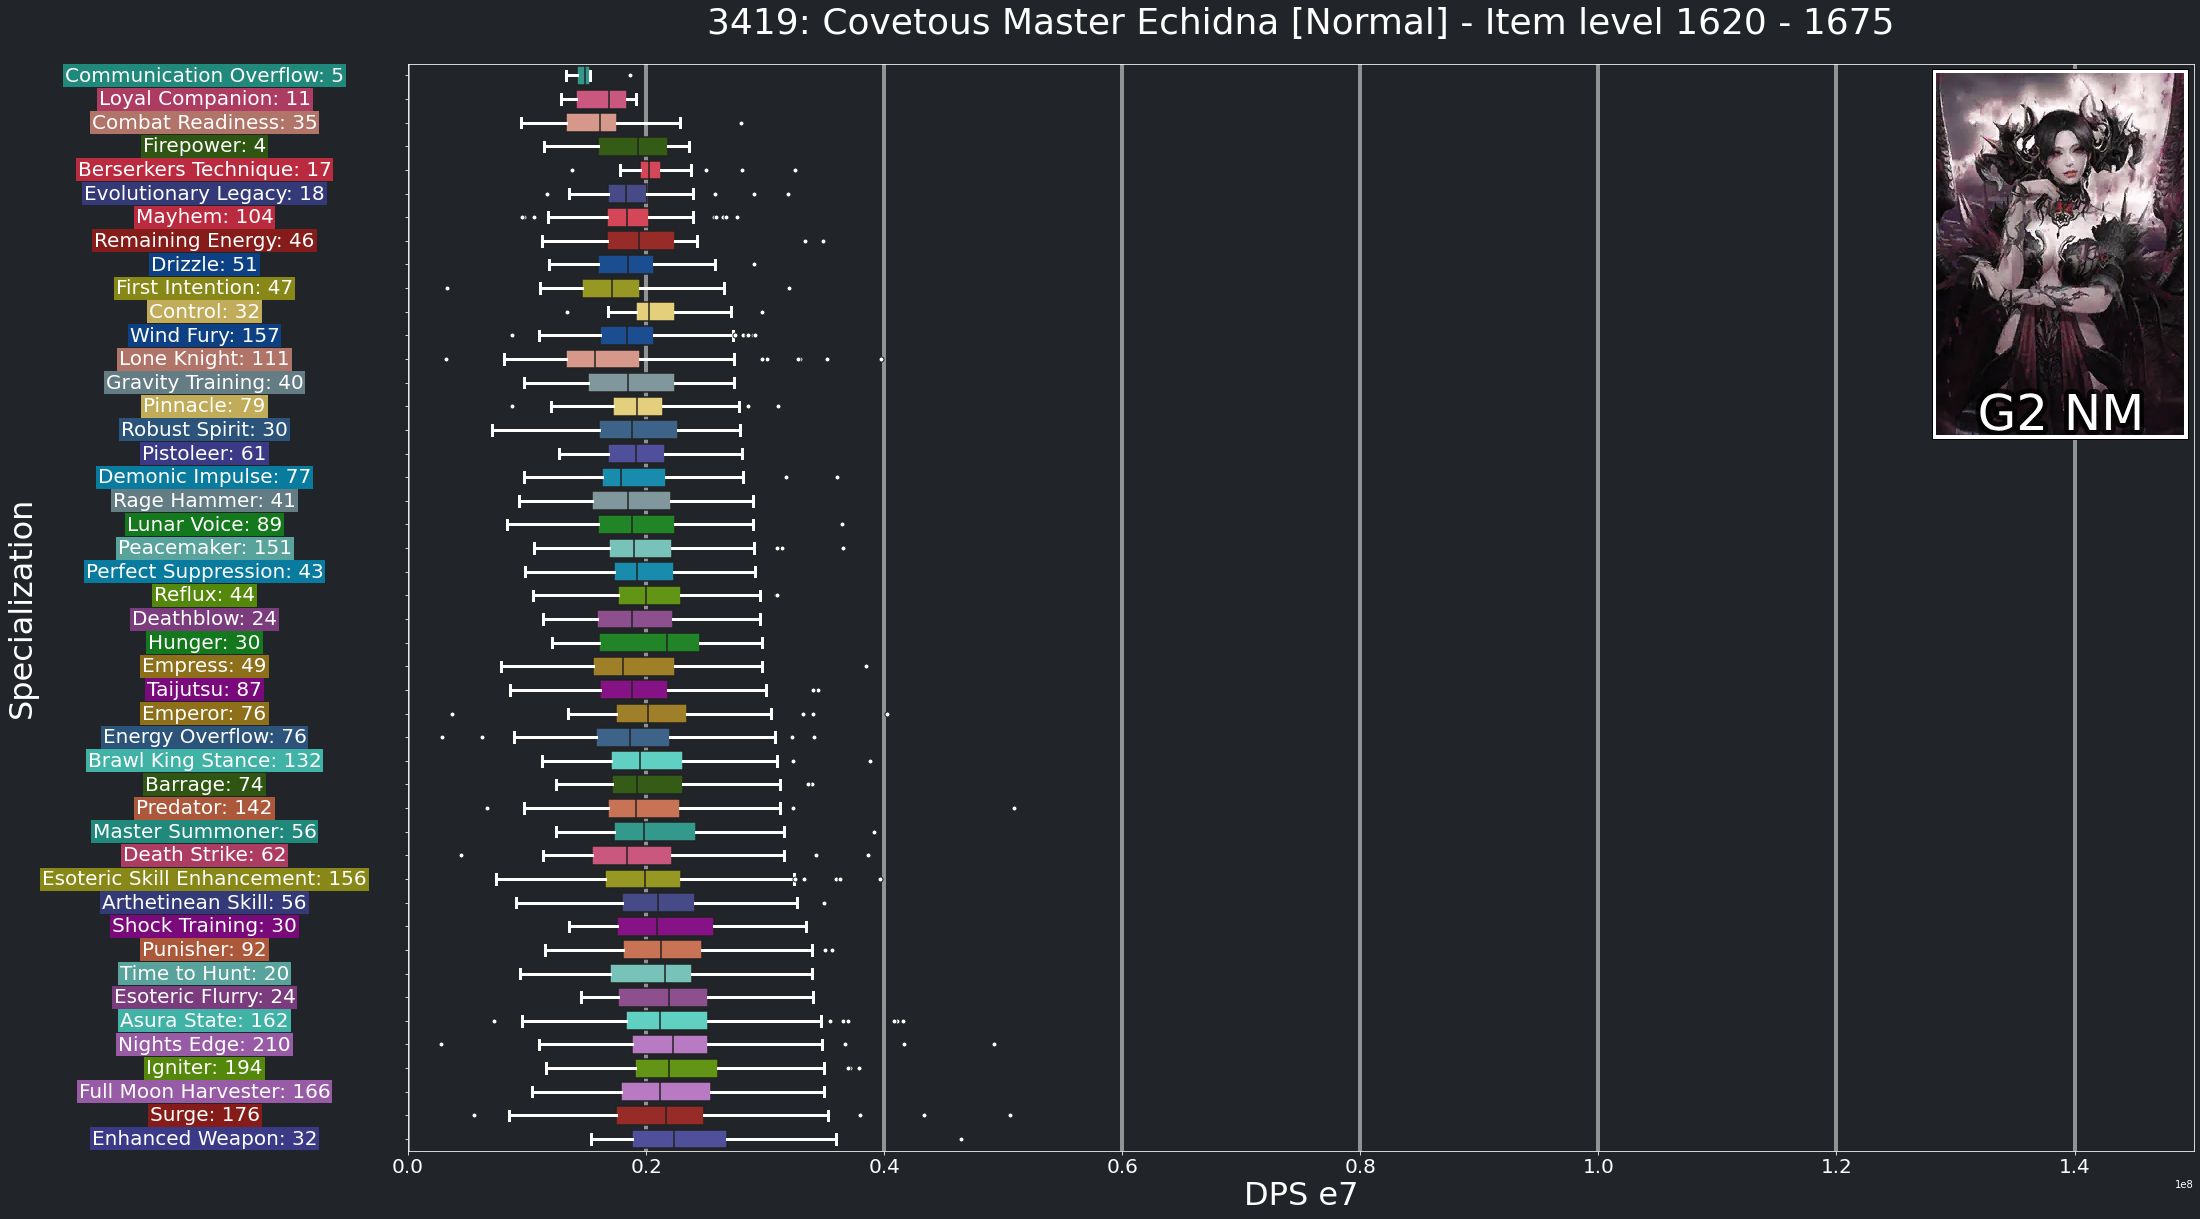 3419: Covetous Master Echidna [Normal] - Item level 1620 - 1675
Specialization
Communication Overflow: 5
Loyal Companion: 11
Combat Readiness: 35
Firepower: 4
Berserkers Technique: 17
Evolutionary Legacy: 18
Mayhem: 104
Remaining Energy: 46
Drizzle: 51
First Intention: 47
Control: 32
Wind Fury: 157
Lone Knight: 111
Gravity Training: 40
Pinnacle: 79
Robust Spirit: 30
Pistoleer: 61
Demonic Impulse: 77
Rage Hammer: 41
Lunar Voice: 89
Peacemaker: 151
Perfect Suppression: 43
Reflux: 44
Deathblow: 24
Hunger: 30
Empress: 49
Taijutsu: 87
Emperor: 76
Energy Overflow: 76
Brawl King Stance: 132
Barrage: 74
Predator: 142
Master Summoner: 56
Death Strike: 62
Esoteric Skill Enhancement: 156
Arthetinean Skill: 56
Shock Training: 30
Punisher: 92
Time to Hunt: 20
Esoteric Flurry: 24
Asura State: 162
Nights Edge: 210
Igniter: 194
Full Moon Harvester: 166
Surge: 176
Enhanced Weapon: 32
G2 NM
0.0 0.2 0.4 0.6 0.8 1.0 1.2 1.4
1e8
DPS e7